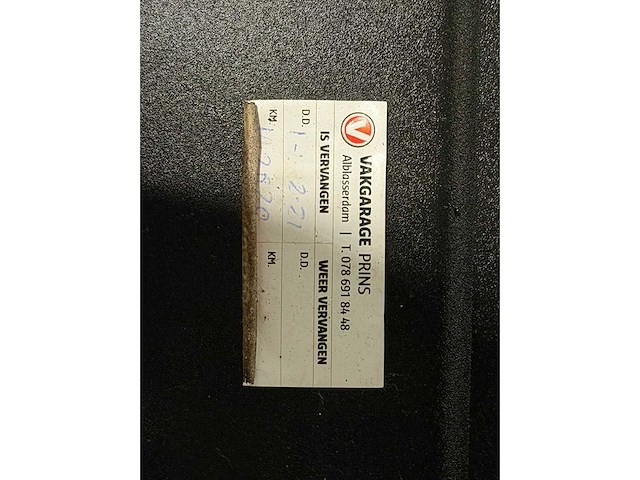 VAKGARAGE PRINS
Alblasserdam | T. 078 691 84 48
IS VERVANGEN WEER VERVANGEN
D.D. D.D.
KM. KM.